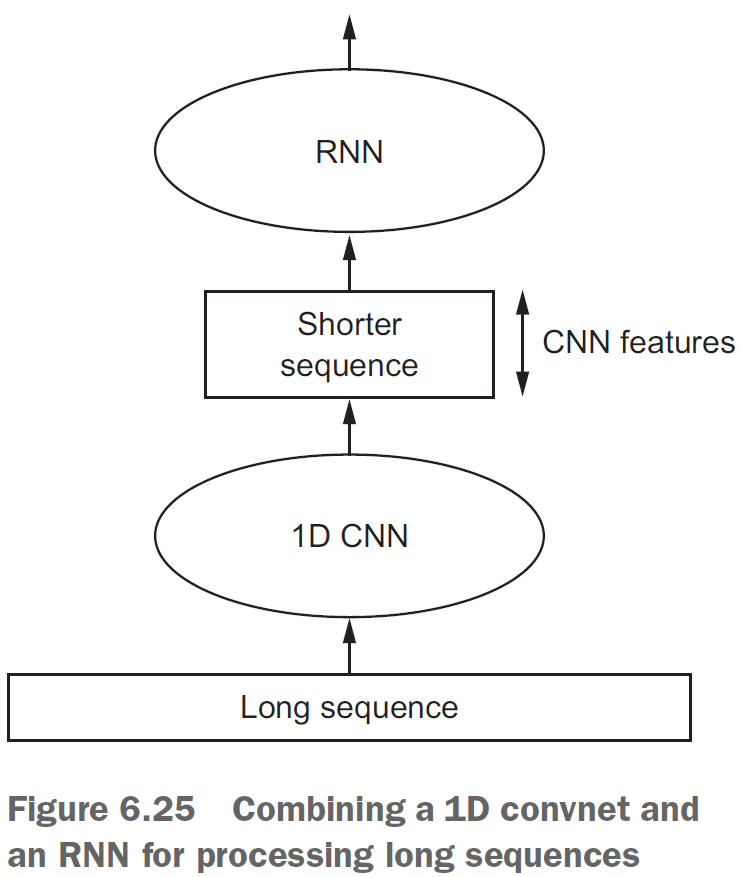 RNN
Shorter
sequence
CNN features
1D CNN
Long sequence
Figure 6.25 Combining a 1D convnet and
an RNN for processing long sequences